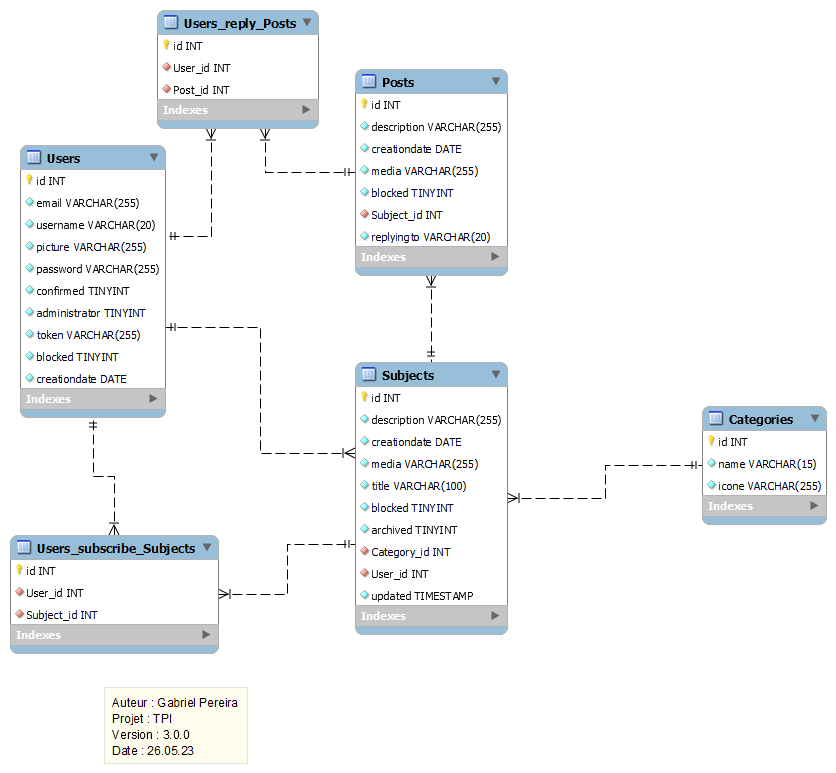 Users_reply_Posts
id INT
User_id INT
Post_id INT
Indexes
Posts
id INT
description VARCHAR(255)
creationdate DATE
media VARCHAR(255)
blocked TINYINT
Subject_id INT
replyingto VARCHAR(20)
Indexes
Users
id INT
email VARCHAR(255)
username VARCHAR(20)
picture VARCHAR(255)
password VARCHAR(255)
confirmed TINYINT
administrator TINYINT
token VARCHAR(255)
blocked TINYINT
creationdate DATE
Indexes
Subjects
id INT
description VARCHAR(255)
creationdate DATE
media VARCHAR(255)
title VARCHAR(100)
blocked TINYINT
archived TINYINT
Category_id INT
User_id INT
updated TIMESTAMP
Indexes
Categories
id INT
name VARCHAR(15)
icone VARCHAR(255)
Indexes
Users_subscribe_Subjects
id INT
User_id INT
Subject_id INT
Indexes
Auteur : Gabriel Pereira
Projet : TPI
Version : 3.0.0
Date : 26.05.23